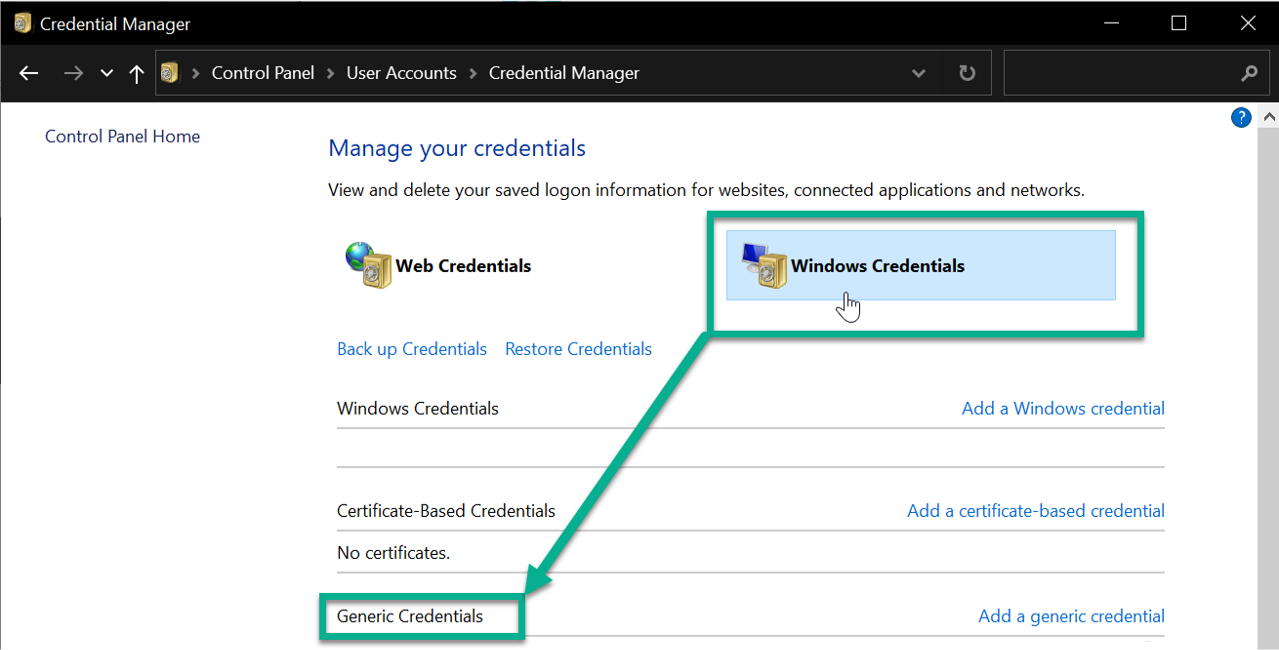 Credential Manager
Control Panel > User Accounts > Credential Manager
Control Panel Home
?
Manage your credentials
View and delete your saved logon information for websites, connected applications and networks.
Web Credentials Windows Credentials
Back up Credentials Restore Credentials
Windows Credentials Add a Windows credential
Certificate-Based Credentials Add a certificate-based credential
No certificates.
Generic Credentials Add a generic credential